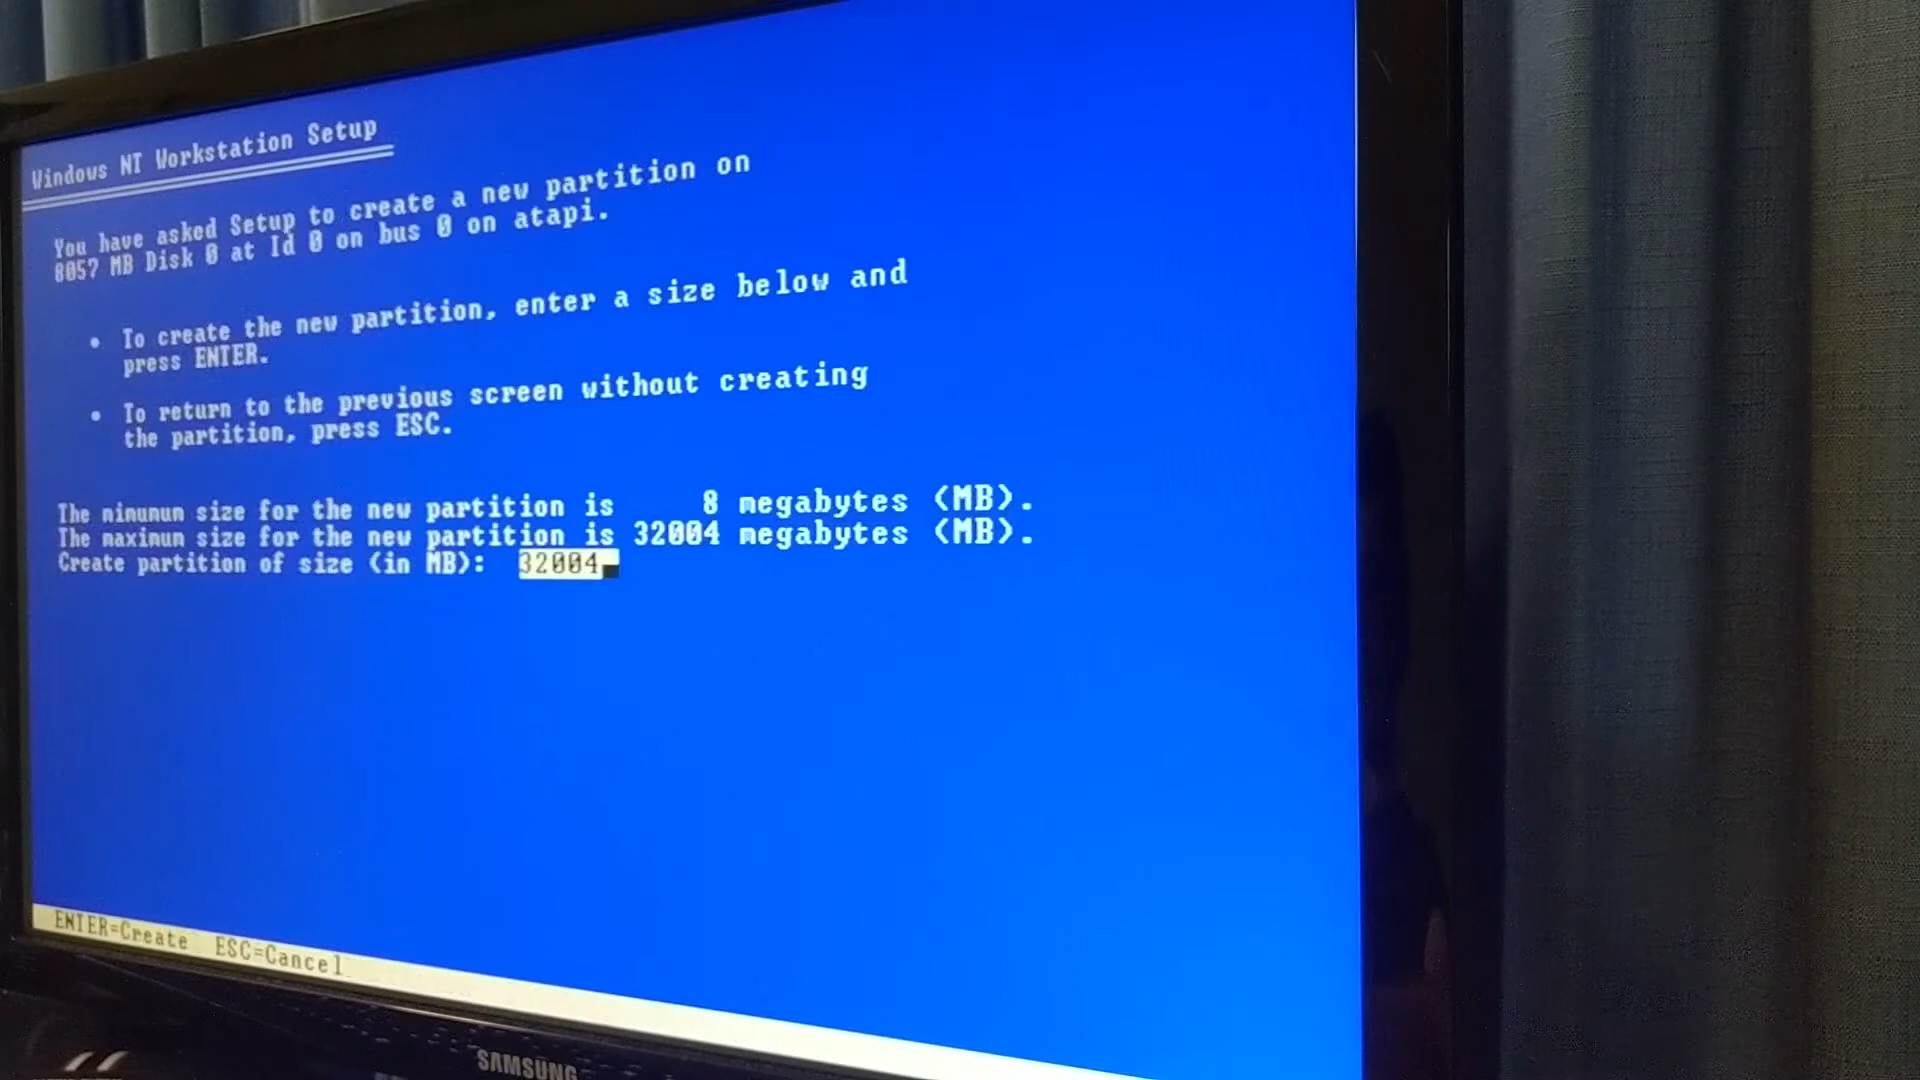 Windows NT Workstation Setup
You have asked Setup to create a new partition on
8057 MB Disk 0 at Id 0 on bus 0 on atapi.
• To create the new partition, enter a size below and
press ENTER.
• To return to the previous screen without creating
the partition, press ESC.
The minimum size for the new partition is 8 megabytes (MB).
The maximum size for the new partition is 32004 megabytes (MB).
Create partition of size (in MB): 32004
ENTER=Create ESC=Cancel
SAMSUNG